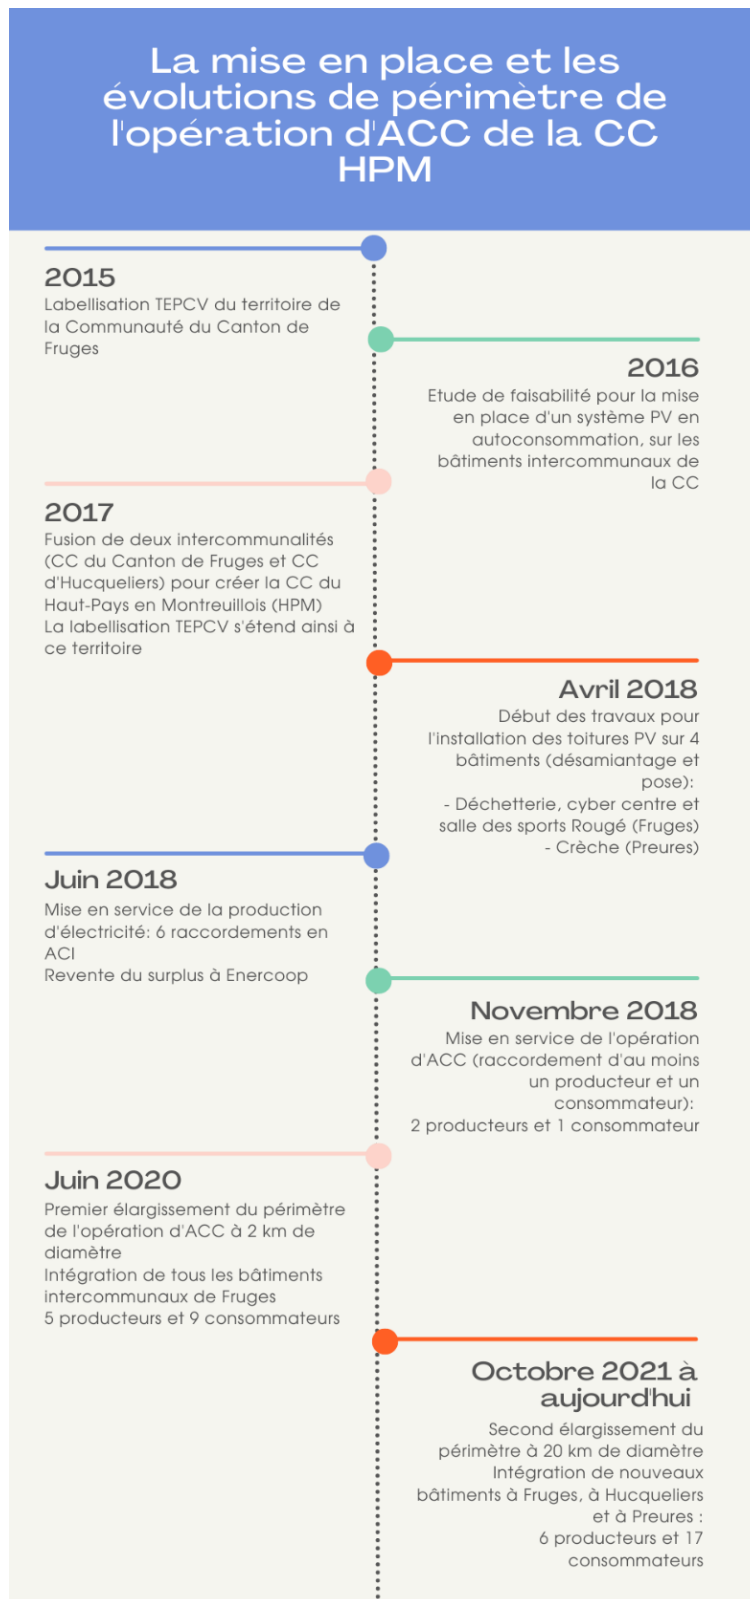 La mise en place et les
évolutions de périmètre de
l'opération d'ACC de la CC
HPM
2015
Labellisation TEPCV du territoire de
la Communauté du Canton de
Fruges
2016
Etude de faisabilité pour la mise
en place d'un système PV en
autoconsommation, sur les
bâtiments intercommunaux de
la CC
2017
Fusion de deux intercommunalités
(CC du Canton de Fruges et CC
d'Hucqueliers) pour créer la CC du
Haut-Pays en Montreuillois (HPM)
La labellisation TEPCV s'étend ainsi à
ce territoire
Avril 2018
Début des travaux pour
l'installation des toitures PV sur 4
bâtiments (désamiantage et
pose):
- Déchetterie, cyber centre et
salle des sports Rougé (Fruges)
- Crèche (Preures)
Juin 2018
Mise en service de la production
d'électricité: 6 raccordements en
ACI
Revente du surplus à Enercoop
Novembre 2018
Mise en service de l'opération
d'ACC (raccordement d'au moins
un producteur et un
consommateur):
2 producteurs et 1 consommateur
Juin 2020
Premier élargissement du périmètre
de l'opération d'ACC à 2 km de
diamètre
Intégration de tous les bâtiments
intercommunaux de Fruges
5 producteurs et 9 consommateurs
Octobre 2021 à
aujourd'hui
Second élargissement du
périmètre à 20 km de diamètre
Intégration de nouveaux
bâtiments à Fruges, à Hucqueliers
et à Preures :
6 producteurs et 17
consommateurs